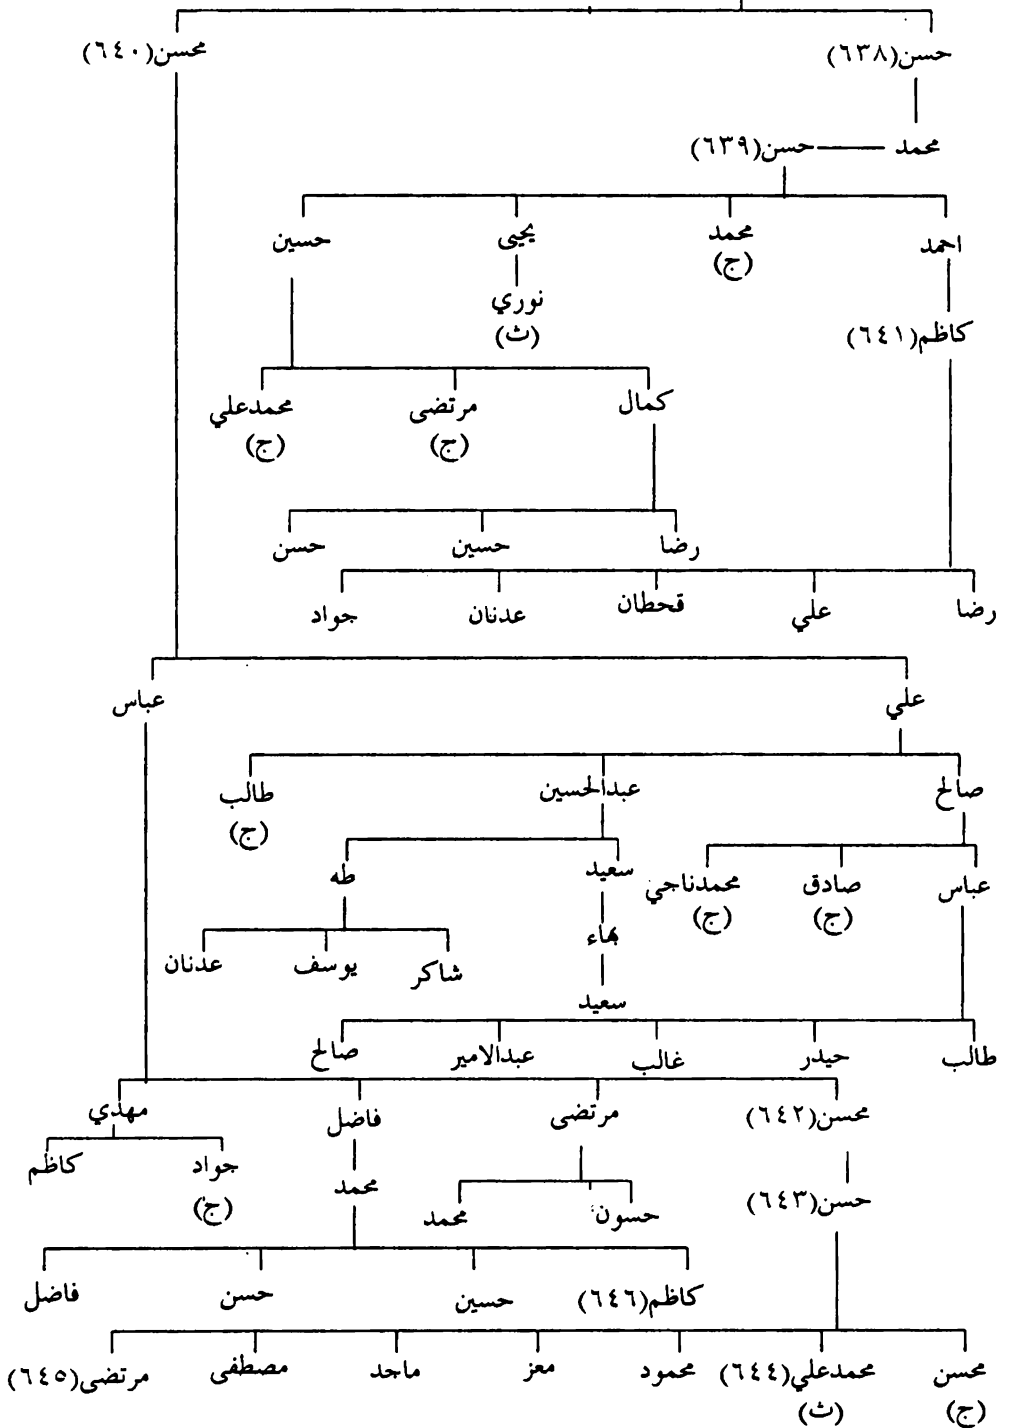 حسن(٦٣٨) محسن(٦٤٠)
محمد حسن(٦٣٩)
احمد محمد يحيى حسين
(ج)
نوري
(ث)
كاظم(٦٤١)
كمال مرتضى محمدعلي
(ج) (ج)
رضا حسين حسن
رضا علي قحطان عدنان جواد
علي عباس
صالح عبدالحسين طالب
(ج)
عباس صادق محمدناجي سعيد طه
(ج) (ج)
بهاء
شاكر يوسف عدنان
سعيد
طالب حيدر غالب عبدالامير صالح
محسن(٦٤٢) مرتضى فاضل مهدي
جواد كاظم
(ج)
محمد
حسن(٦٤٣) حسون محمد
كاظم(٦٤٦) حسين حسن فاضل
محسن محمدعلي(٦٤٤) محمود معز ماجد مصطفى مرتضى(٦٤٥)
(ج) (ث)